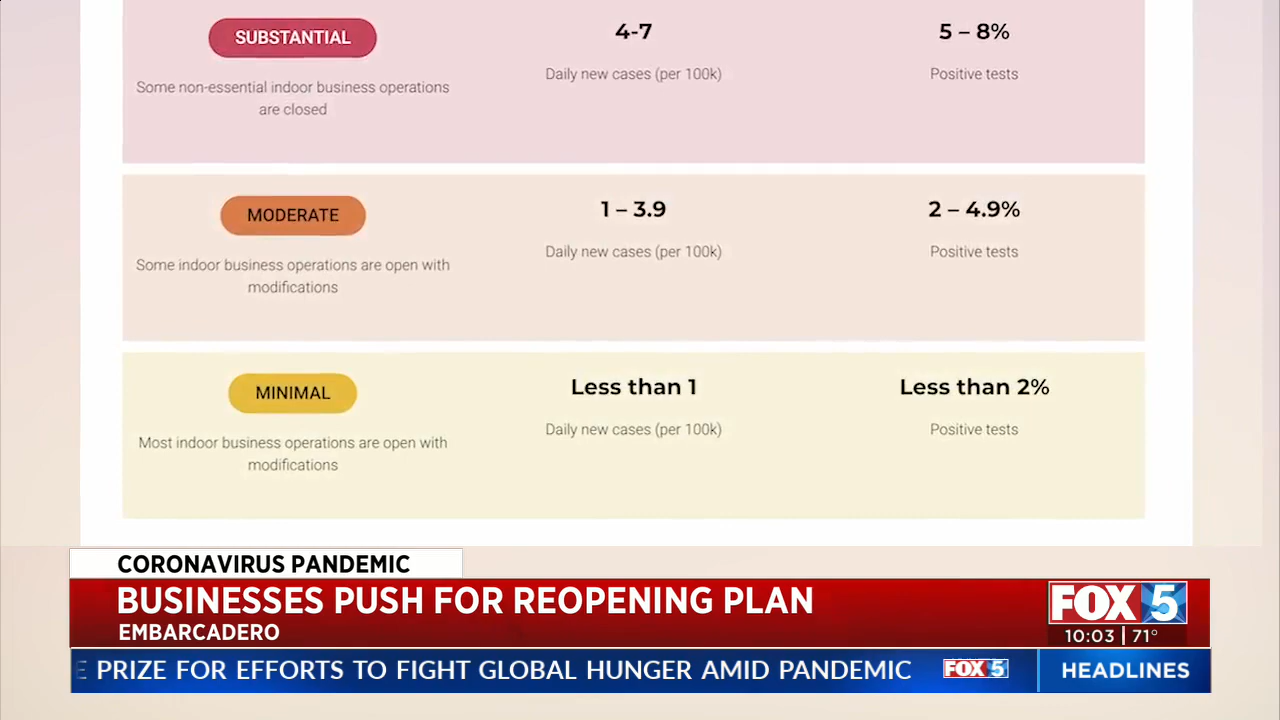 SUBSTANTIAL
4-7
5 – 8%
Some non-essential indoor business operations
are closed
Daily new cases (per 100k)
Positive tests
MODERATE
1 – 3.9
2 – 4.9%
Some indoor business operations are open with
modifications
Daily new cases (per 100k)
Positive tests
MINIMAL
Less than 1
Less than 2%
Most indoor business operations are open with
modifications
Daily new cases (per 100k)
Positive tests
CORONAVIRUS PANDEMIC
BUSINESSES PUSH FOR REOPENING PLAN
EMBARCADERO
FOX 5
10:03 | 71°
PRIZE FOR EFFORTS TO FIGHT GLOBAL HUNGER AMID PANDEMIC
FOX 5
HEADLINES